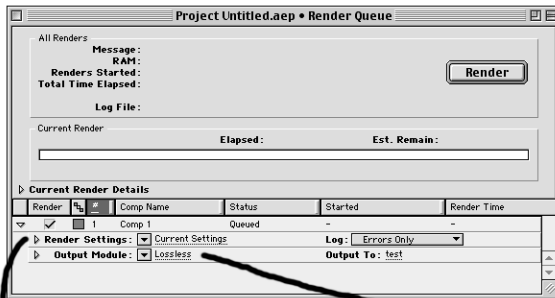 Project Untitled.aep • Render Queue
All Renders
Message:
RAM:
Renders Started:
Total Time Elapsed:
Log File:
Render
Current Render
Elapsed: Est. Remain:
Current Render Details
Render # Comp Name Status Started Render Time
1 Comp 1 Queued - -
Render Settings: Current Settings Log: Errors Only
Output Module: Lossless Output To: test